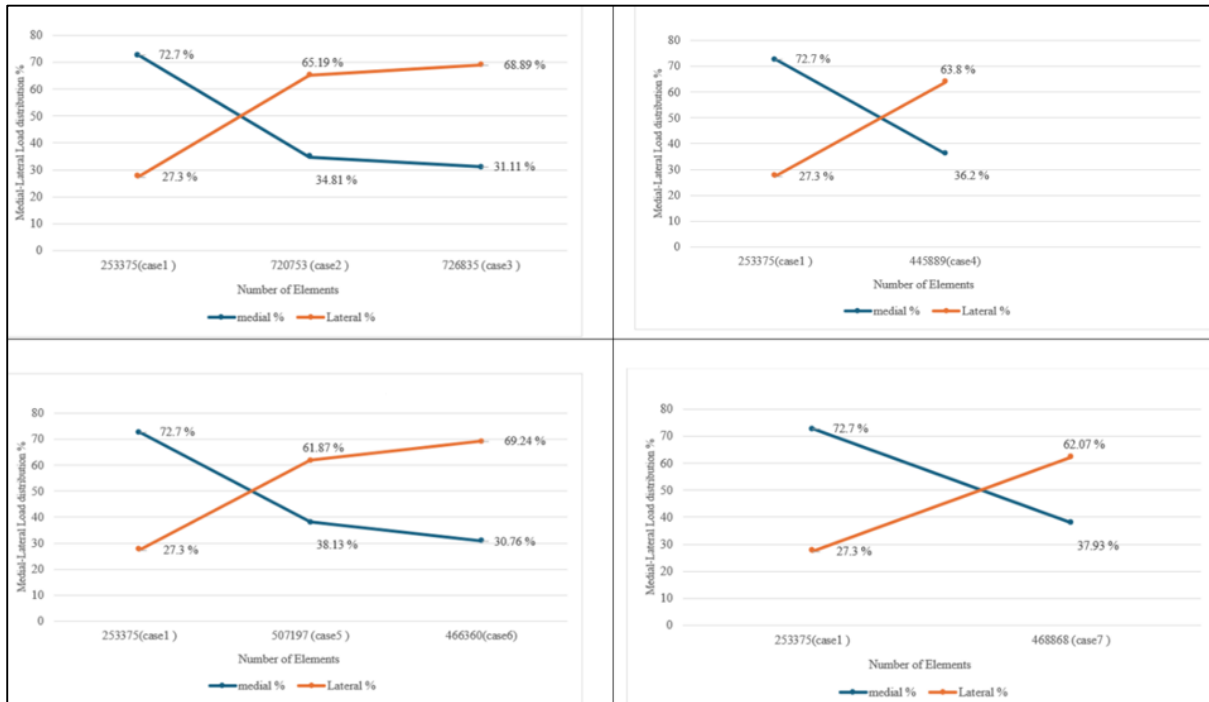 80
70
60
50
40
30
20
10
0
Medial-Lateral Load distribution %
72.7 %
65.19 %
68.89 %
27.3 %
34.81 %
31.11 %
253375(case1 )
720753 (case2 )
726835 (case3 )
Number of Elements
medial %
Lateral %
80
70
60
50
40
30
20
10
0
Medial-Lateral Load distribution %
72.7 %
63.8 %
27.3 %
36.2 %
253375(case1 )
445889(case4)
Number of Elements
medial %
Lateral %
80
70
60
50
40
30
20
10
0
Medial-Lateral Load distribution %
72.7 %
61.87 %
69.24 %
27.3 %
38.13 %
30.76 %
253375(case1 )
507197 (case5 )
466360(case6)
Number of Elements
medial %
Lateral %
80
70
60
50
40
30
20
10
0
Medial-Lateral Load distribution %
72.7 %
62.07 %
27.3 %
37.93 %
253375(case1 )
468868 (case7 )
Number of Elements
medial %
Lateral %